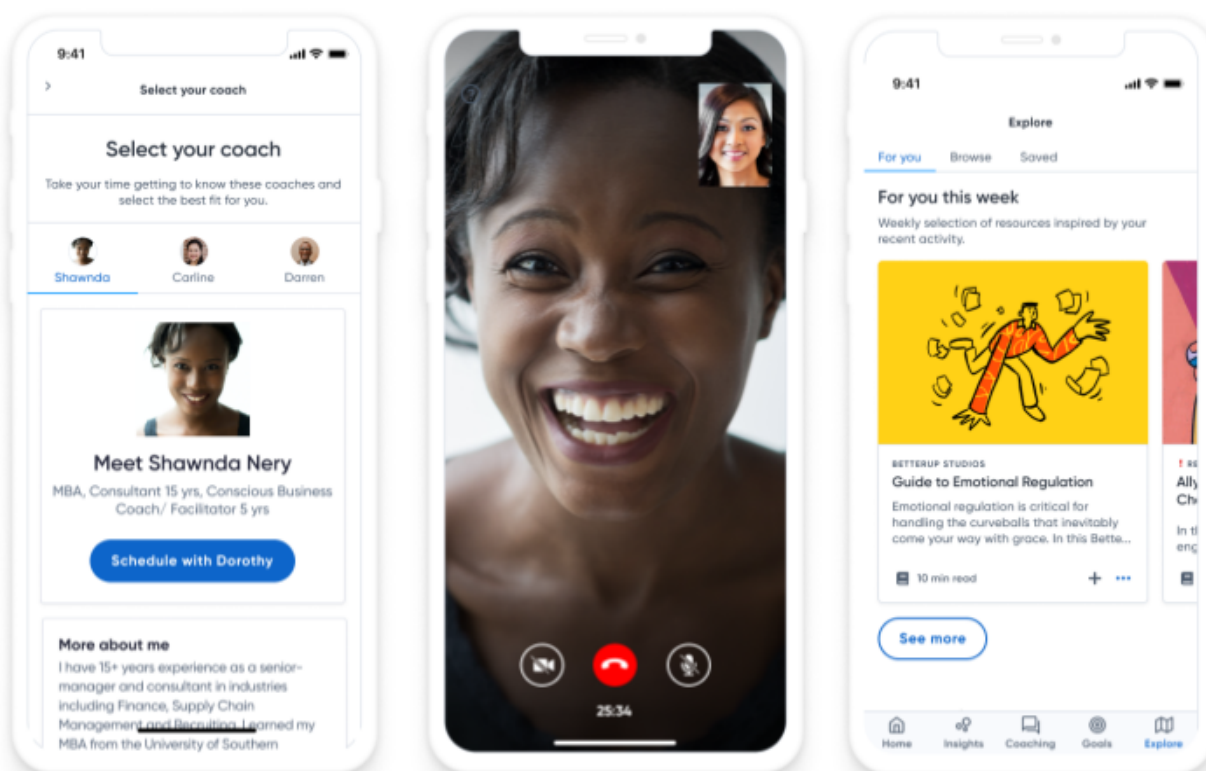 9:41
Select your coach
Select your coach
Take your time getting to know these coaches and
select the best fit for you.
Shawnda
Carline
Darren
Meet Shawnda Nery
MBA, Consultant 15 yrs, Conscious Business
Coach/ Facilitator 5 yrs
Schedule with Dorothy
More about me
I have 15+ years experience as a senior-
manager and consultant in industries
including Finance, Supply Chain
Management and Recruiting. Learned my
MBA from the University of Southern
25:34
9:41
Explore
For you Browse Saved
For you this week
Weekly selection of resources inspired by your
recent activity.
BETTERUP STUDIOS
Guide to Emotional Regulation
Emotional regulation is critical for
handling the curveballs that inevitably
come your way with grace. In this Bette...
10 min read
Ally
Ch
In t
eng
See more
Home Insights Coaching Goals Explore